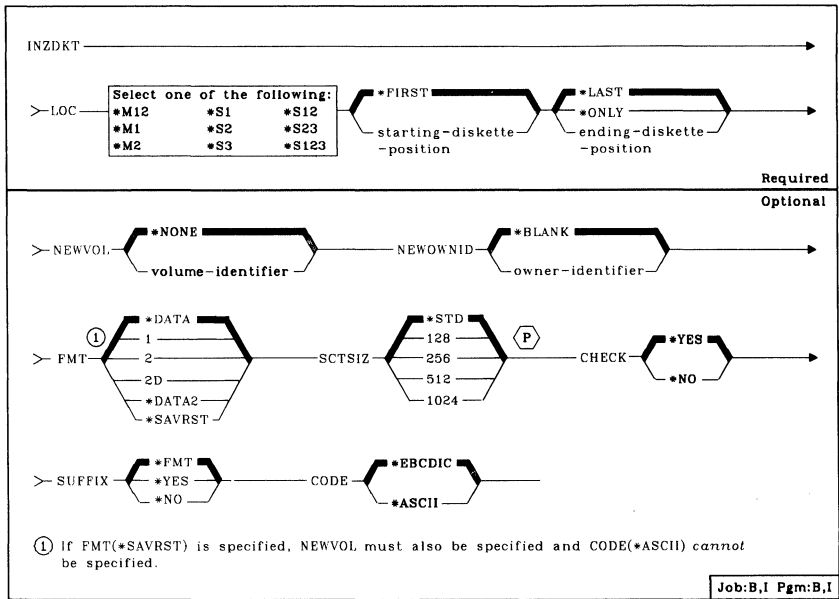 INZDKT
LOC
Select one of the following:
*M12 *S1 *S12
*M1 *S2 *S23
*M2 *S3 *S123
*FIRST
starting-diskette
-position
*LAST
*ONLY
ending-diskette
-position
Required
Optional
NEWVOL
*NONE
volume-identifier
NEWOWNID
*BLANK
owner-identifier
FMT
1
*DATA
1
2
2D
*DATA2
*SAVRST
SCTSIZ
*STD
128
256
512
1024
P
CHECK
*YES
*NO
SUFFIX
*FMT
*YES
*NO
CODE
*EBCDIC
*ASCII
1 If FMT(*SAVRST) is specified, NEWVOL must also be specified and CODE(*ASCII) cannot
be specified.
Job:B,I Pgm:B,I